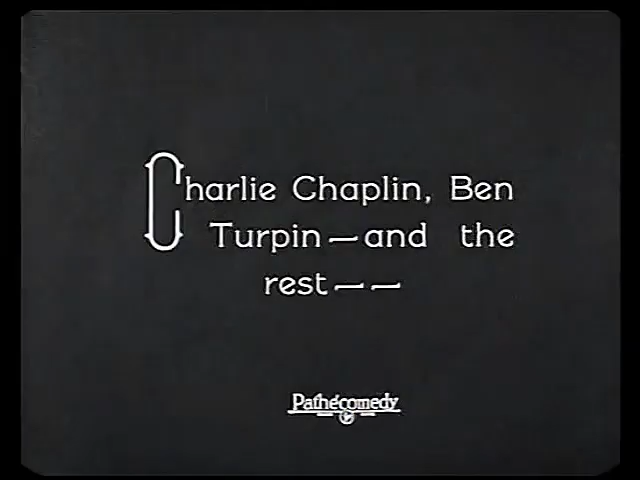 Charlie Chaplin, Ben
Turpin—and the
rest——
Pathécomedy